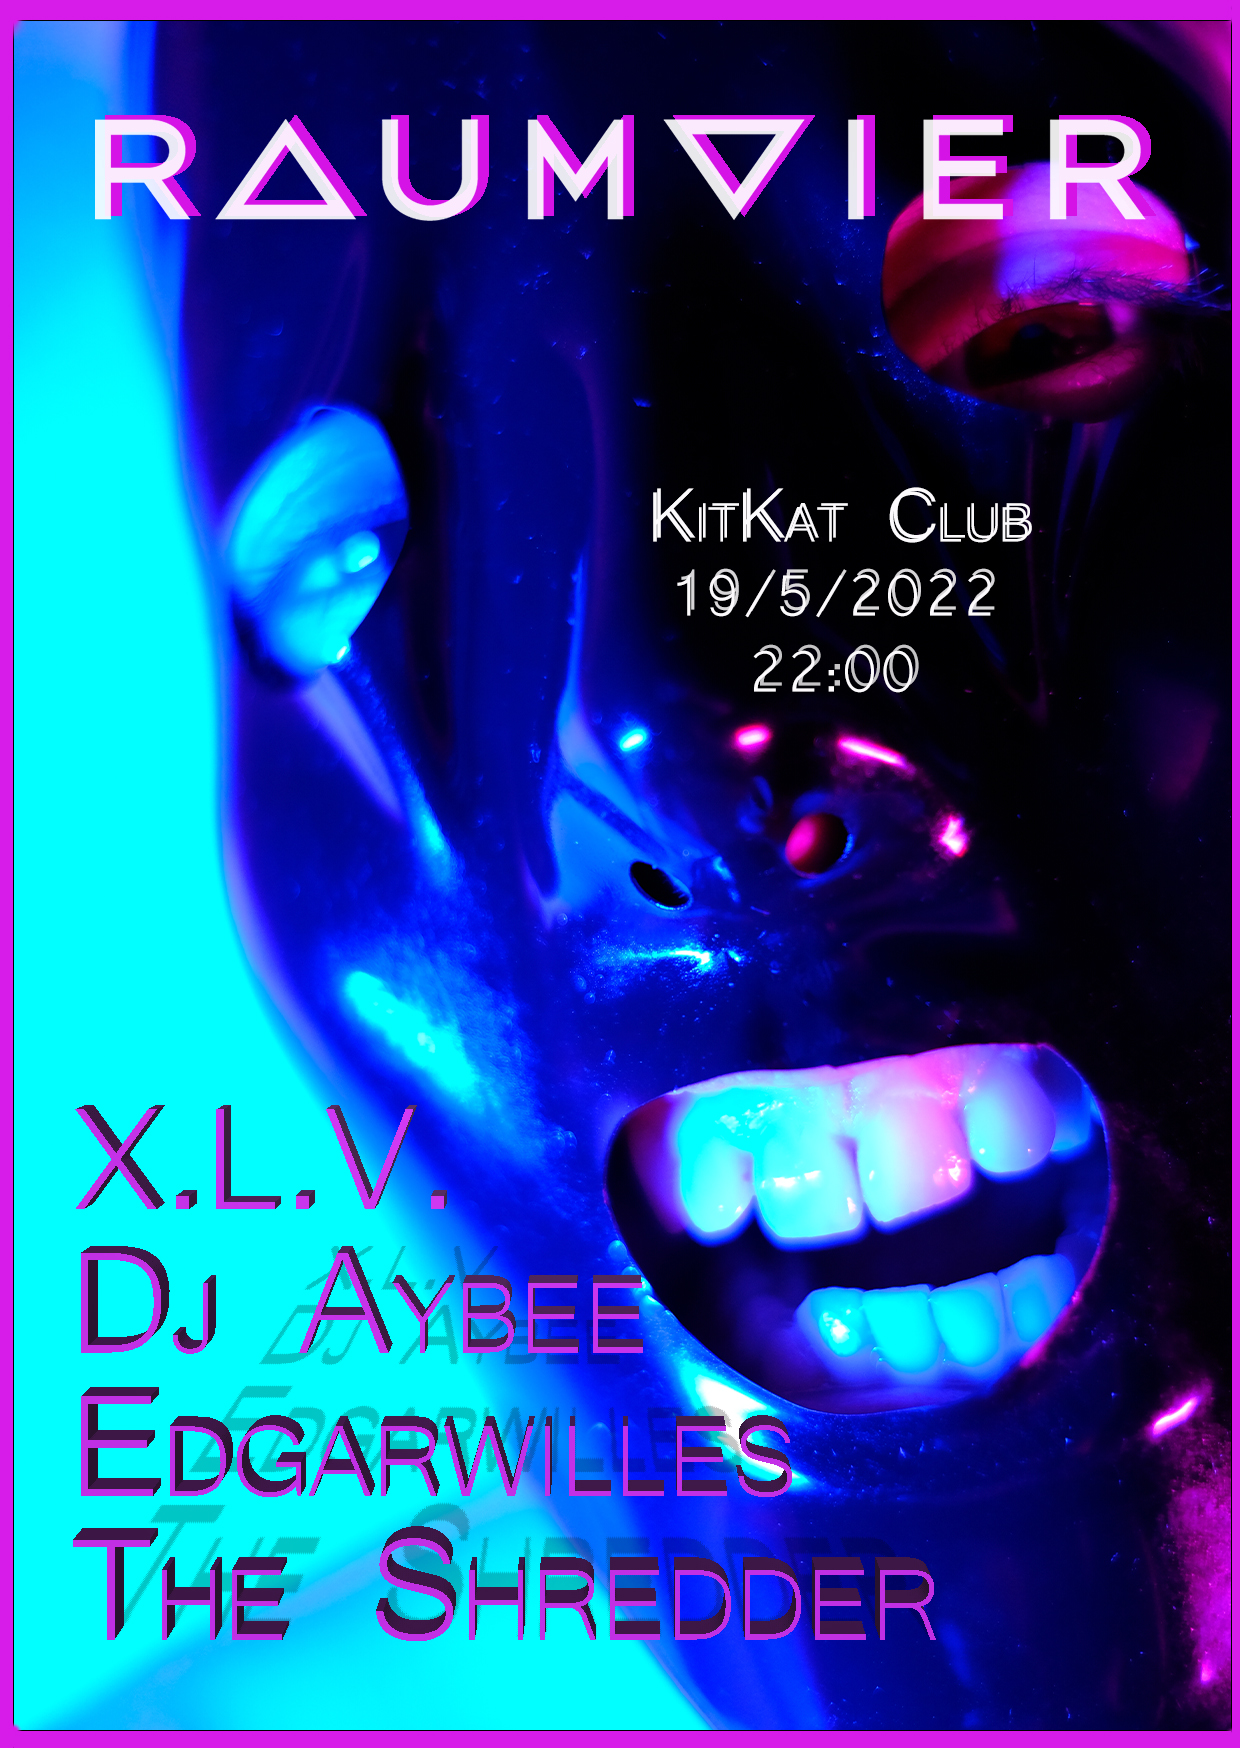 RAUMVIER
KitKat Club
19/5/2022
22:00
X.L.V.
Dj Aybee
Edgarwilles
The Shredder